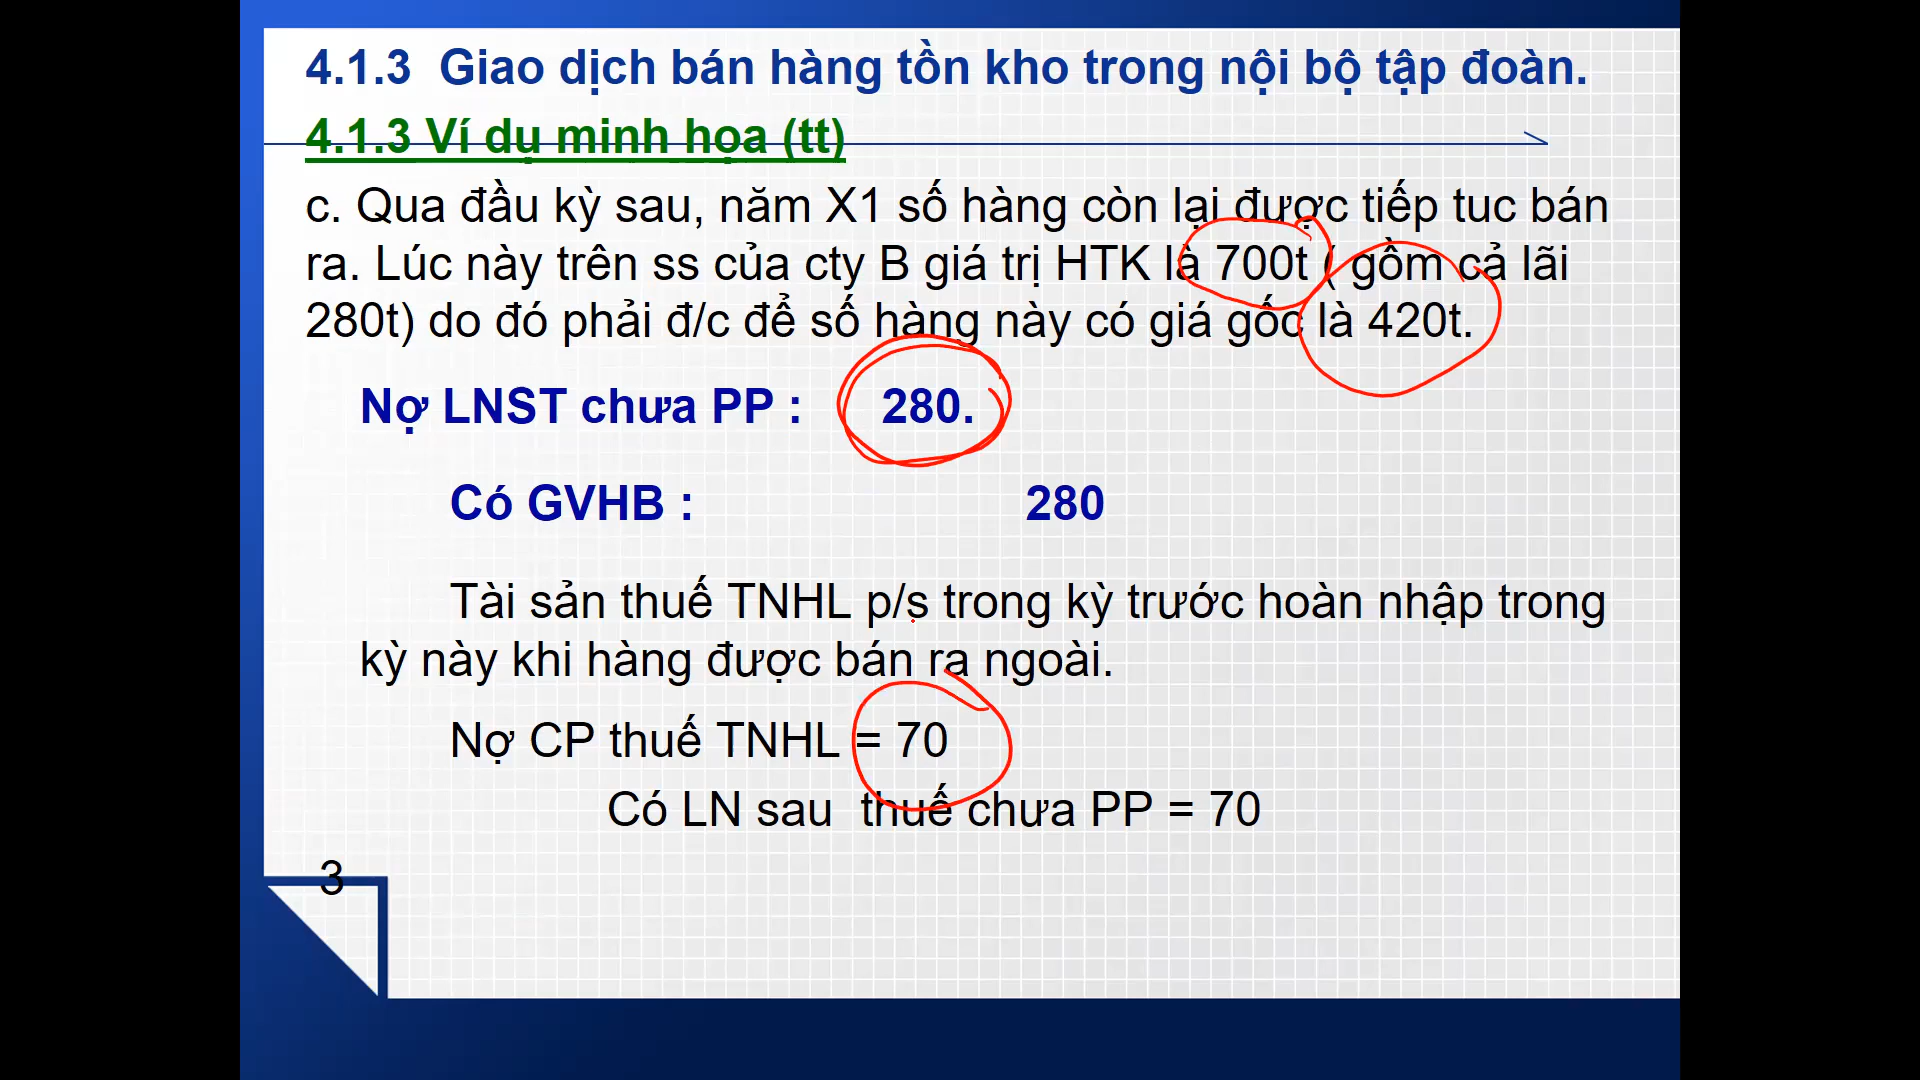 4.1.3 Giao dịch bán hàng tồn kho trong nội bộ tập đoàn.
4.1.3 Ví dụ minh họa (tt)
c. Qua đầu kỳ sau, năm X1 số hàng còn lại được tiếp tuc bán
ra. Lúc này trên ss của cty B giá trị HTK là 700t ( gồm cả lãi
280t) do đó phải đ/c để số hàng này có giá gốc là 420t.
Nợ LNST chưa PP : 280.
Có GVHB : 280
Tài sản thuế TNHL p/s trong kỳ trước hoàn nhập trong
kỳ này khi hàng được bán ra ngoài.
Nợ CP thuế TNHL = 70
Có LN sau thuế chưa PP = 70
3